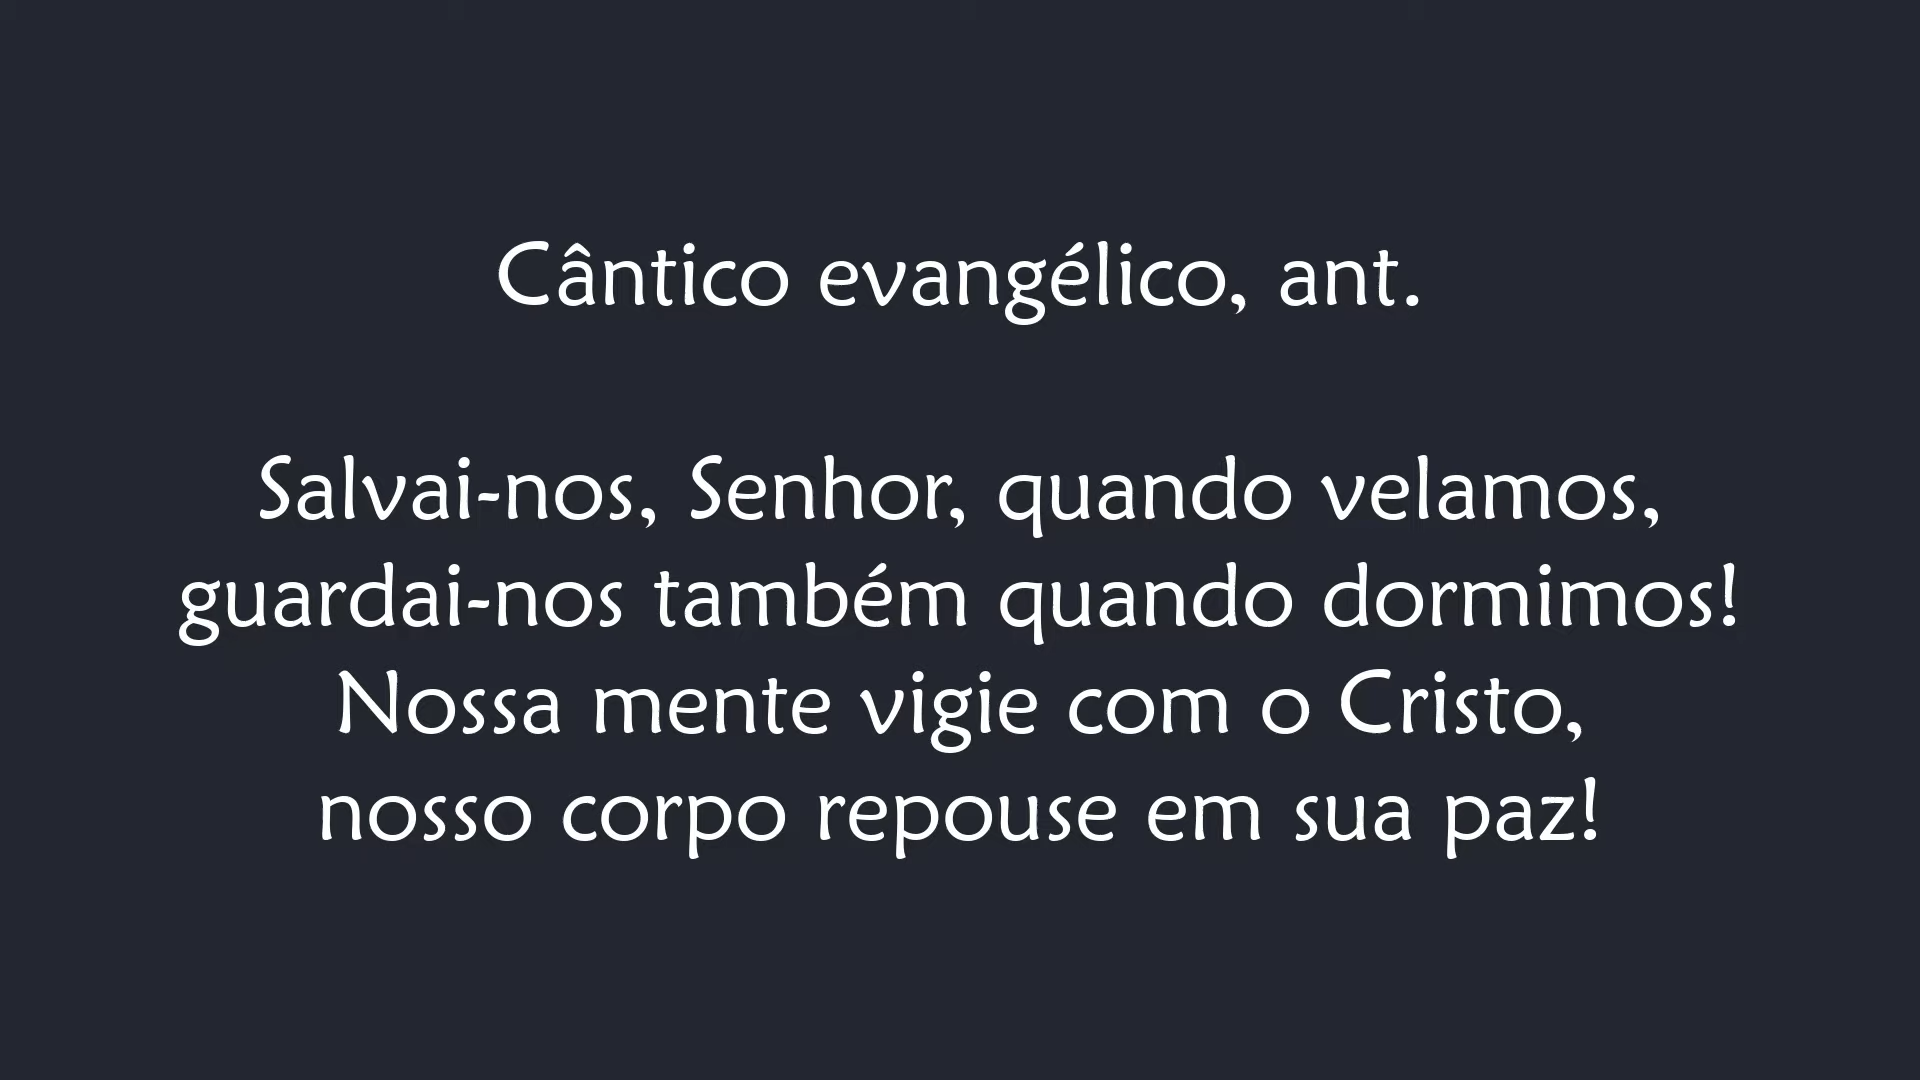 Cântico evangélico, ant.
Salvai-nos, Senhor, quando velamos,
guardai-nos também quando dormimos!
Nossa mente vigie com o Cristo,
nosso corpo repouse em sua paz!